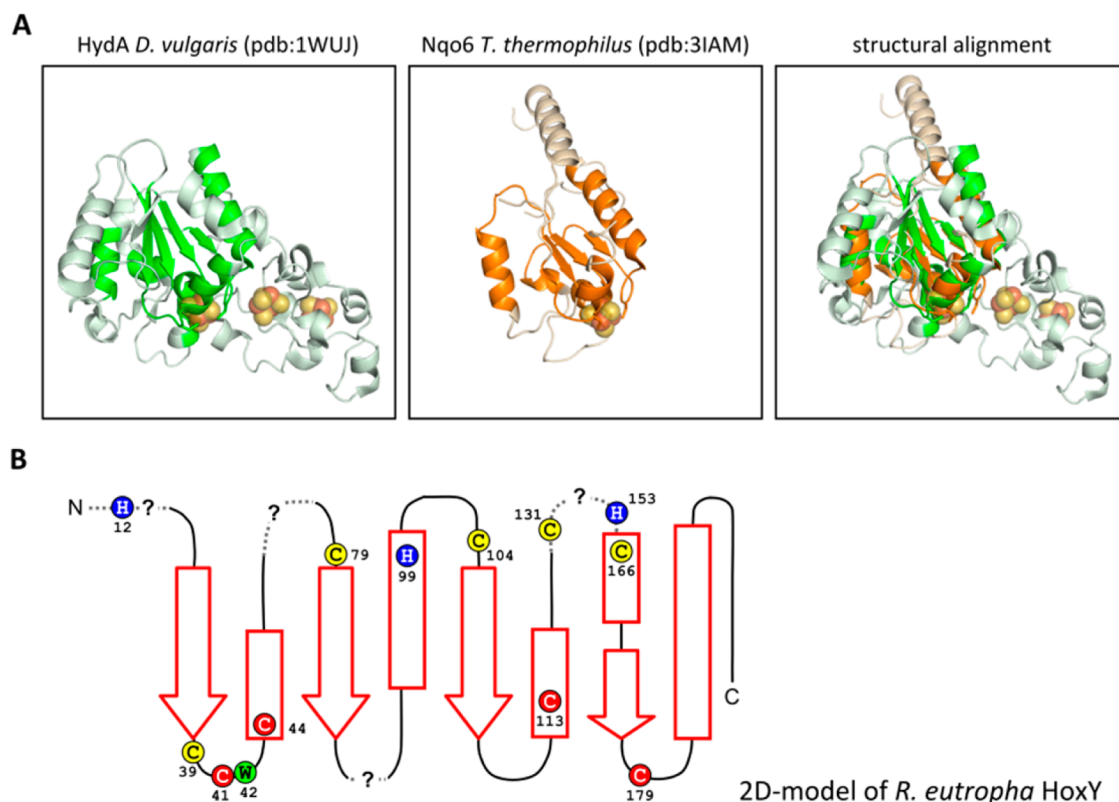 A
HydA D. vulgaris (pdb:1WUJ)
Nqo6 T. thermophilus (pdb:3IAM)
structural alignment
B
N
H
?
12
?
C
79
H
99
C
104
131
C
?
H
153
C
166
C
39
C
41
W
42
C
44
?
C
113
C
179
C
2D-model of R. eutropha HoxY